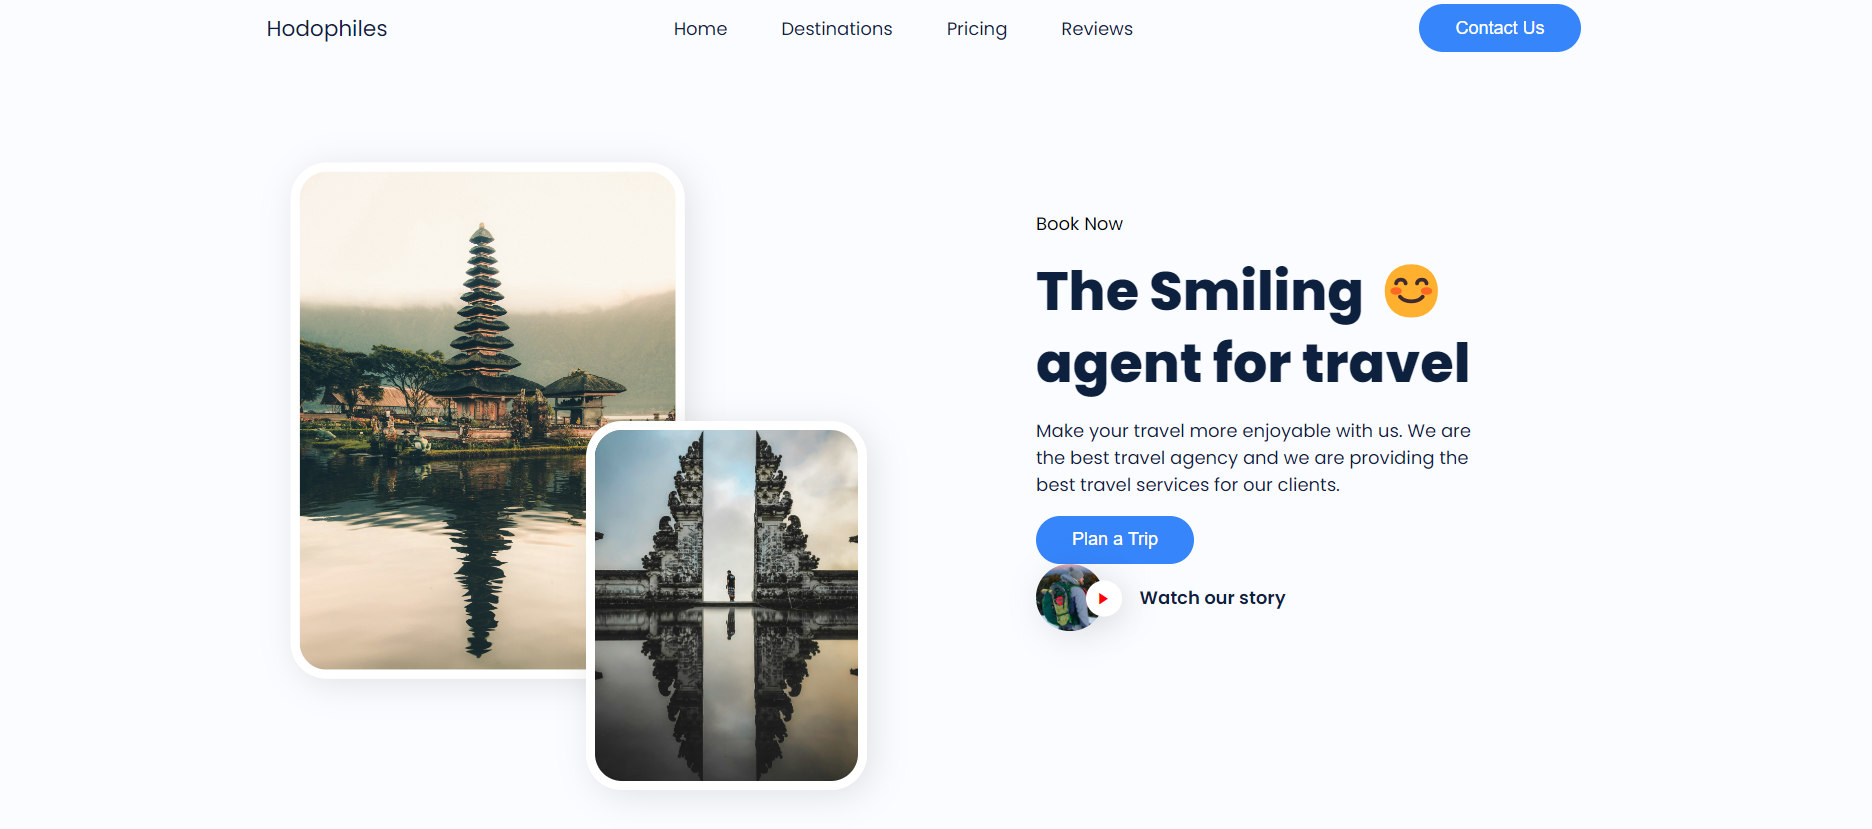 Hodophiles
Home Destinations Pricing Reviews
Contact Us
Book Now
The Smiling 😊
agent for travel
Make your travel more enjoyable with us. We are
the best travel agency and we are providing the
best travel services for our clients.
Plan a Trip
Watch our story